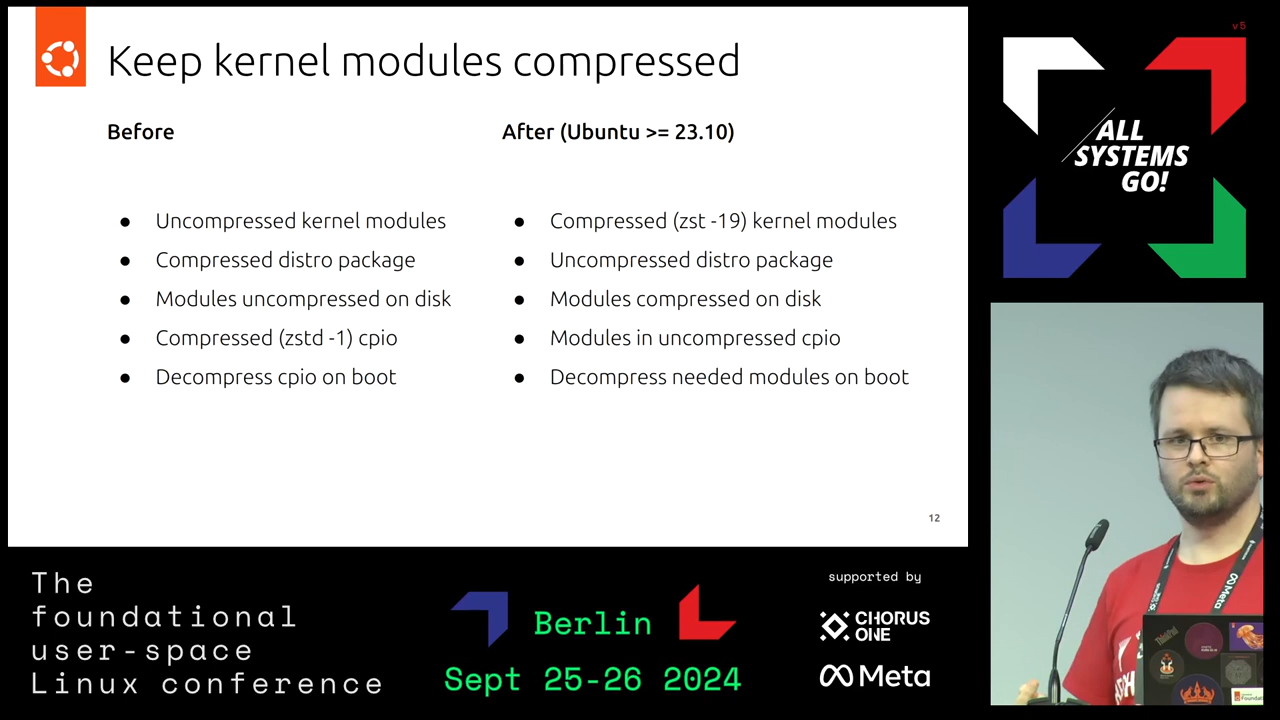 Keep kernel modules compressed
Before
● Uncompressed kernel modules
● Compressed distro package
● Modules uncompressed on disk
● Compressed (zstd -1) cpio
● Decompress cpio on boot
After (Ubuntu >= 23.10)
● Compressed (zst -19) kernel modules
● Uncompressed distro package
● Modules compressed on disk
● Modules in uncompressed cpio
● Decompress needed modules on boot
12
v5
ALL
SYSTEMS
GO!
Meta
ThinkPad
The
foundational
user-space
Linux conference
Berlin
Sept 25-26 2024
supported by
CHORUS
ONE
Meta